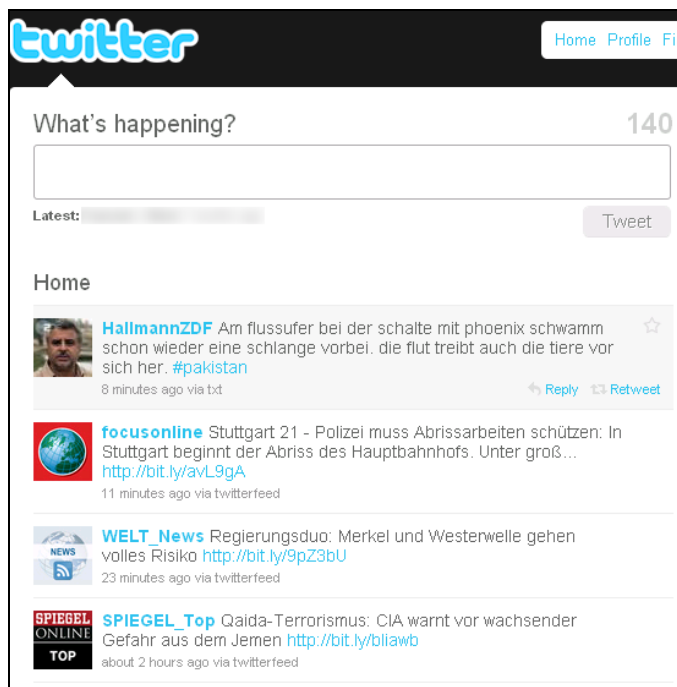 twitter
Home Profile Fi
What's happening?
140
Latest:
Tweet
Home
HallmannZDF Am flussufer bei der schalte mit phoenix schwamm
schon wieder eine schlange vorbei. die flut treibt auch die tiere vor
sich her. #pakistan
8 minutes ago via txt
Reply Retweet
focusonline Stuttgart 21 - Polizei muss Abrissarbeiten schützen: In
Stuttgart beginnt der Abriss des Hauptbahnhofs. Unter groß...
http://bit.ly/avL9gA
11 minutes ago via twitterfeed
NEWS
WELT_News Regierungsduo: Merkel und Westerwelle gehen
volles Risiko http://bit.ly/9pZ3bU
23 minutes ago via twitterfeed
SPIEGEL
ONLINE
TOP
SPIEGEL_Top Qaida-Terrorismus: CIA warnt vor wachsender
Gefahr aus dem Jemen http://bit.ly/bliawb
about 2 hours ago via twitterfeed